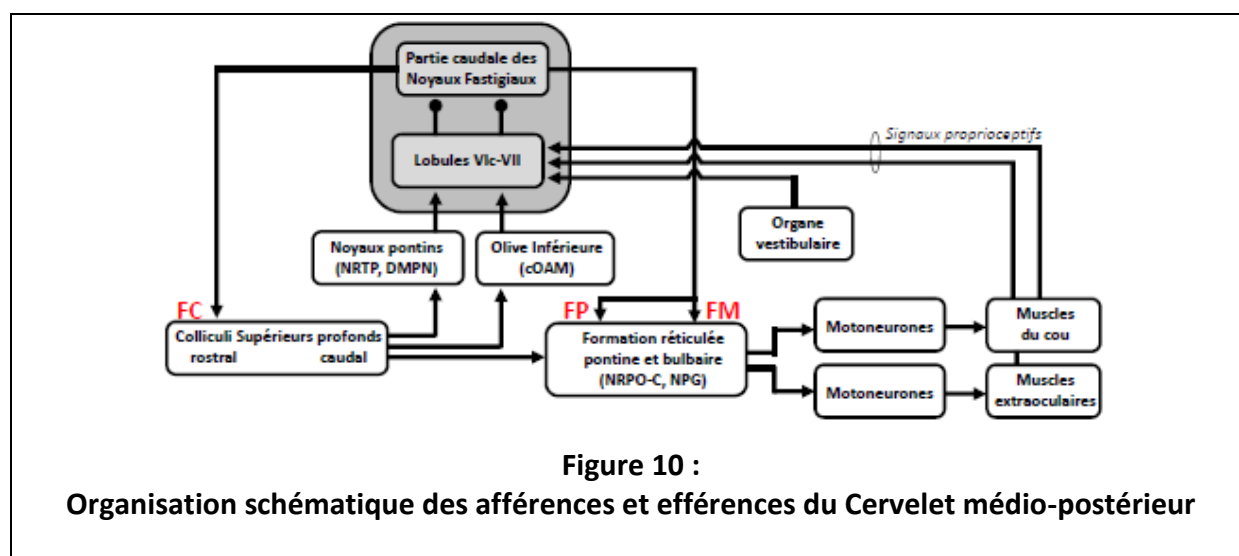 Partie caudale des
Noyaux Fastigiaux
Signaux proprioceptifs
Lobules VIc-VII
Organe
vestibulaire
Noyaux pontins
(NRTP, DMPN)
Olive Inférieure
(cOAM)
FC
FP
FM
Colliculi Supérieurs profonds
rostral caudal
Formation réticulée
pontine et bulbaire
(NRPO-C, NPG)
Motoneurones
Muscles
du cou
Motoneurones
Muscles
extraoculaires
Figure 10 :
Organisation schématique des afférences et efférences du Cervelet médio-postérieur